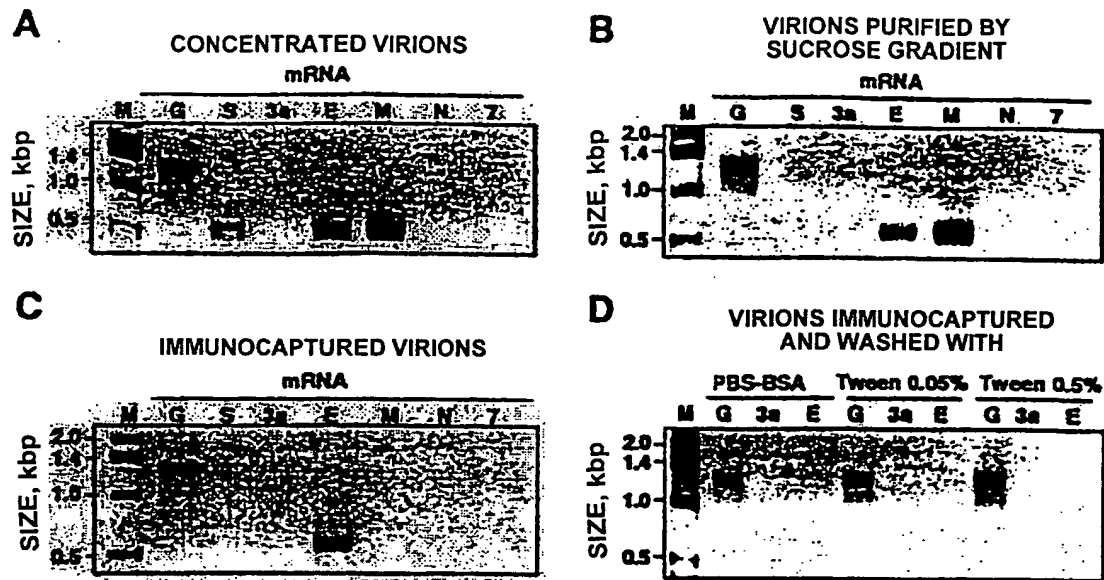 A
CONCENTRATED VIRIONS
mRNA
M G S 3a E M N 7
SIZE, kbp
1.4
1.0
0.5
B
VIRIONS PURIFIED BY
SUCROSE GRADIENT
mRNA
M G S 3a E M N 7
SIZE, kbp
2.0
1.4
1.0
0.5
C
IMMUNOCAPTURED VIRIONS
mRNA
M G S 3a E M N 7
SIZE, kbp
2.0
1.4
1.0
0.5
D
VIRIONS IMMUNOCAPTURED
AND WASHED WITH
PBS-BSA Tween 0.05% Tween 0.5%
M G 3a E G 3a E G 3a E
SIZE, kbp
2.0
1.4
1.0
0.5